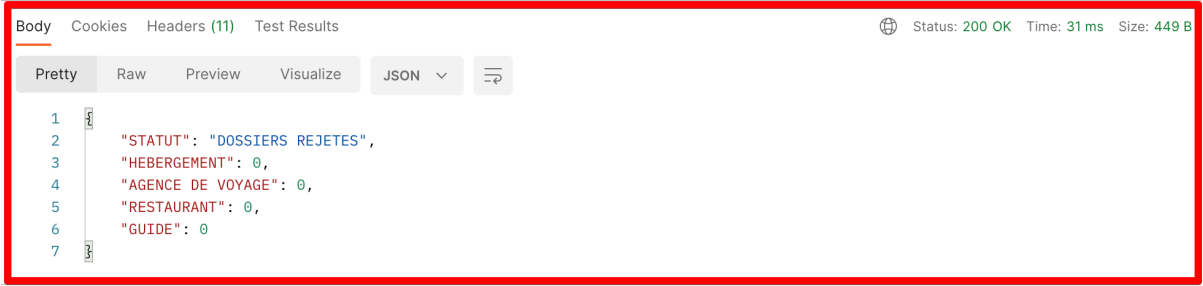 Body Cookies Headers (11) Test Results Status: 200 OK Time: 31 ms Size: 449 B
Pretty Raw Preview Visualize JSON
1 {
2 "STATUT": "DOSSIERS REJETES",
3 "HEBERGEMENT": 0,
4 "AGENCE DE VOYAGE": 0,
5 "RESTAURANT": 0,
6 "GUIDE": 0
7 }